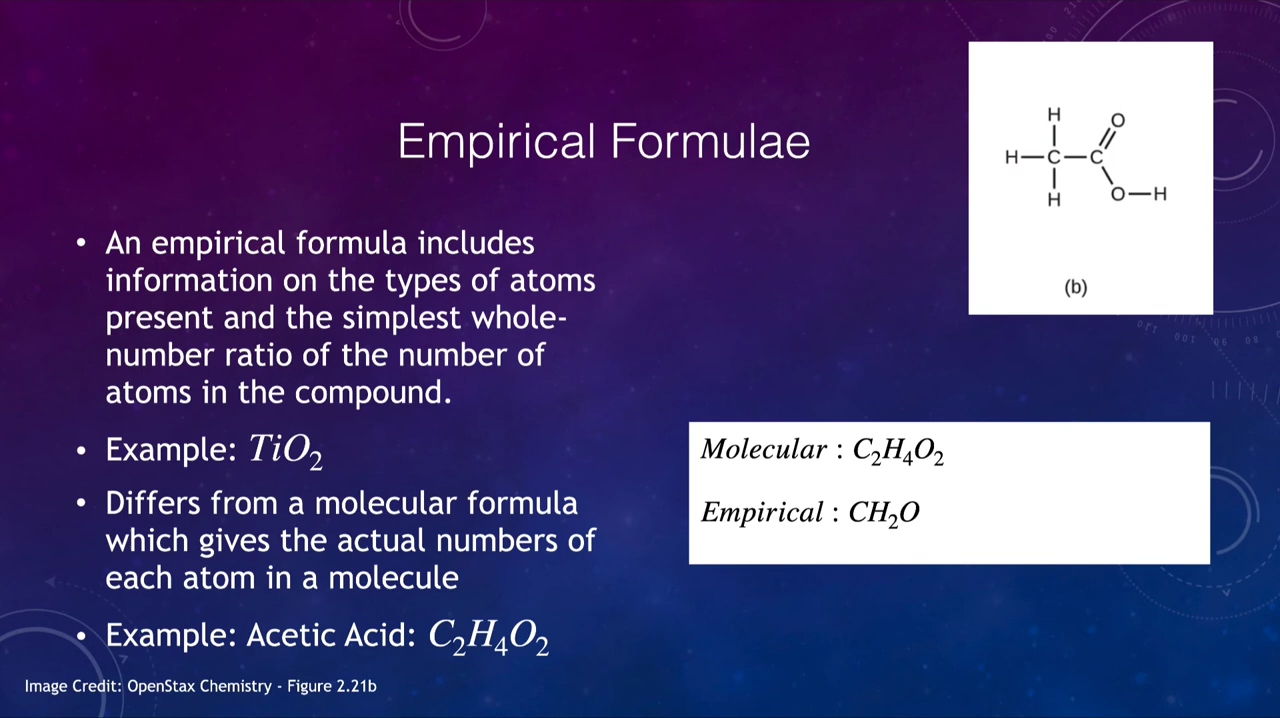 Empirical Formulae
• An empirical formula includes
information on the types of atoms
present and the simplest whole-
number ratio of the number of
atoms in the compound.
• Example: TiO₂
• Differs from a molecular formula
which gives the actual numbers of
each atom in a molecule
• Example: Acetic Acid: C₂H₄O₂
Image Credit: OpenStax Chemistry - Figure 2.21b
H O
H—C—C
H O—H
(b)
Molecular : C₂H₄O₂
Empirical : CH₂O